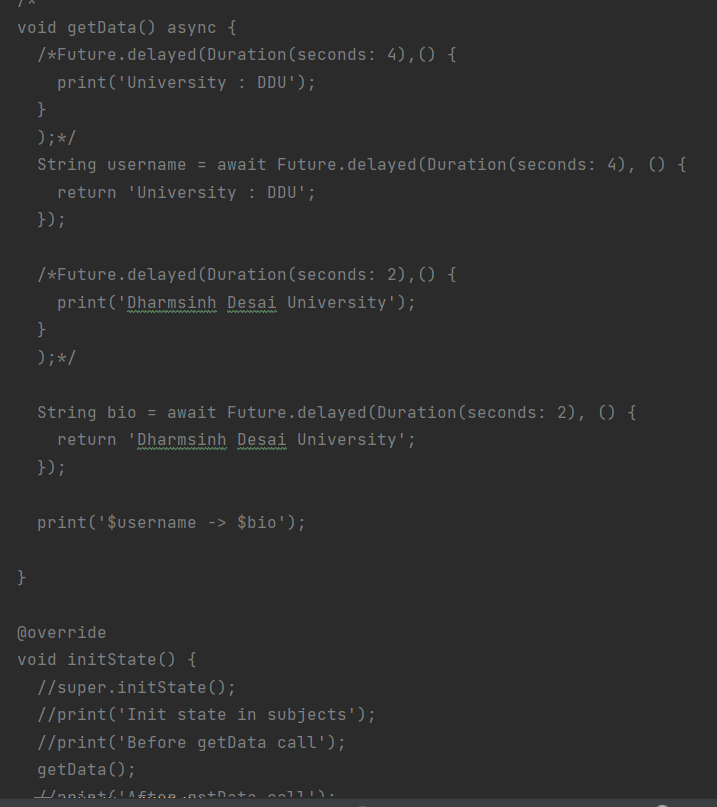 /*
void getData() async {
  /*Future.delayed(Duration(seconds: 4),() {
    print('University : DDU');
  }
  );*/
  String username = await Future.delayed(Duration(seconds: 4), () {
    return 'University : DDU';
  });

  /*Future.delayed(Duration(seconds: 2),() {
    print('Dharmsinh Desai University');
  }
  );*/

  String bio = await Future.delayed(Duration(seconds: 2), () {
    return 'Dharmsinh Desai University';
  });

  print('$username -> $bio');

}

@override
void initState() {
  //super.initState();
  //print('Init state in subjects');
  //print('Before getData call');
  getData();
  //print('After getData call');